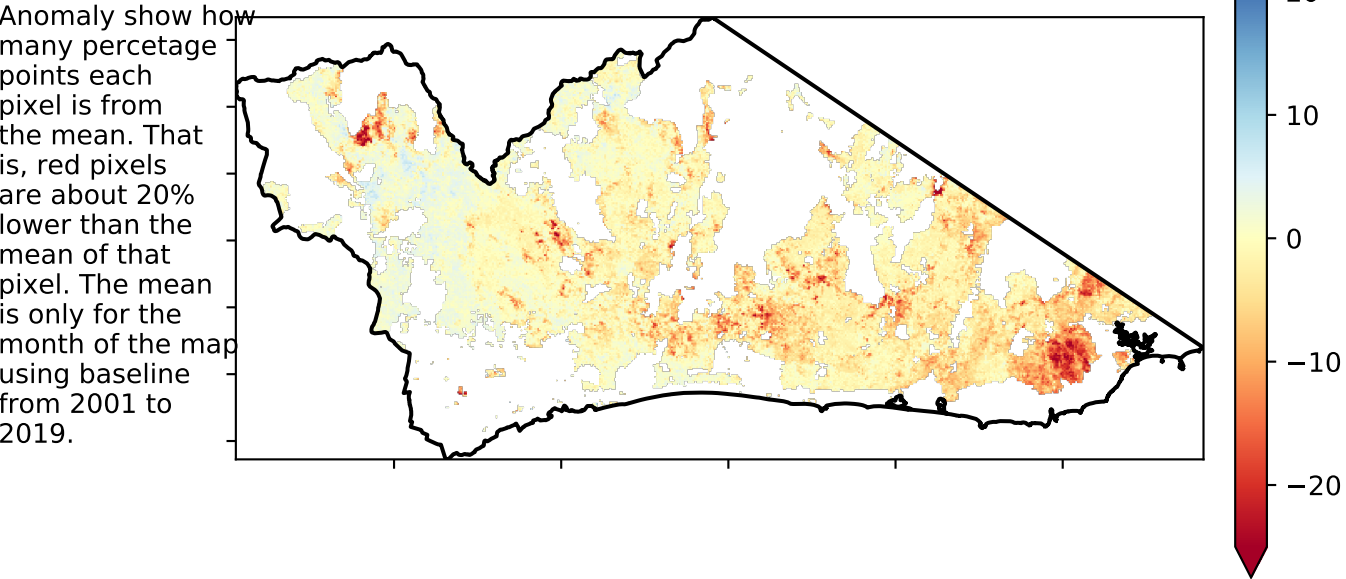 Anomaly show how
many percetage
points each
pixel is from
the mean. That
is, red pixels
are about 20%
lower than the
mean of that
pixel. The mean
is only for the
month of the map
using baseline
from 2001 to
2019.
10
0
−10
−20